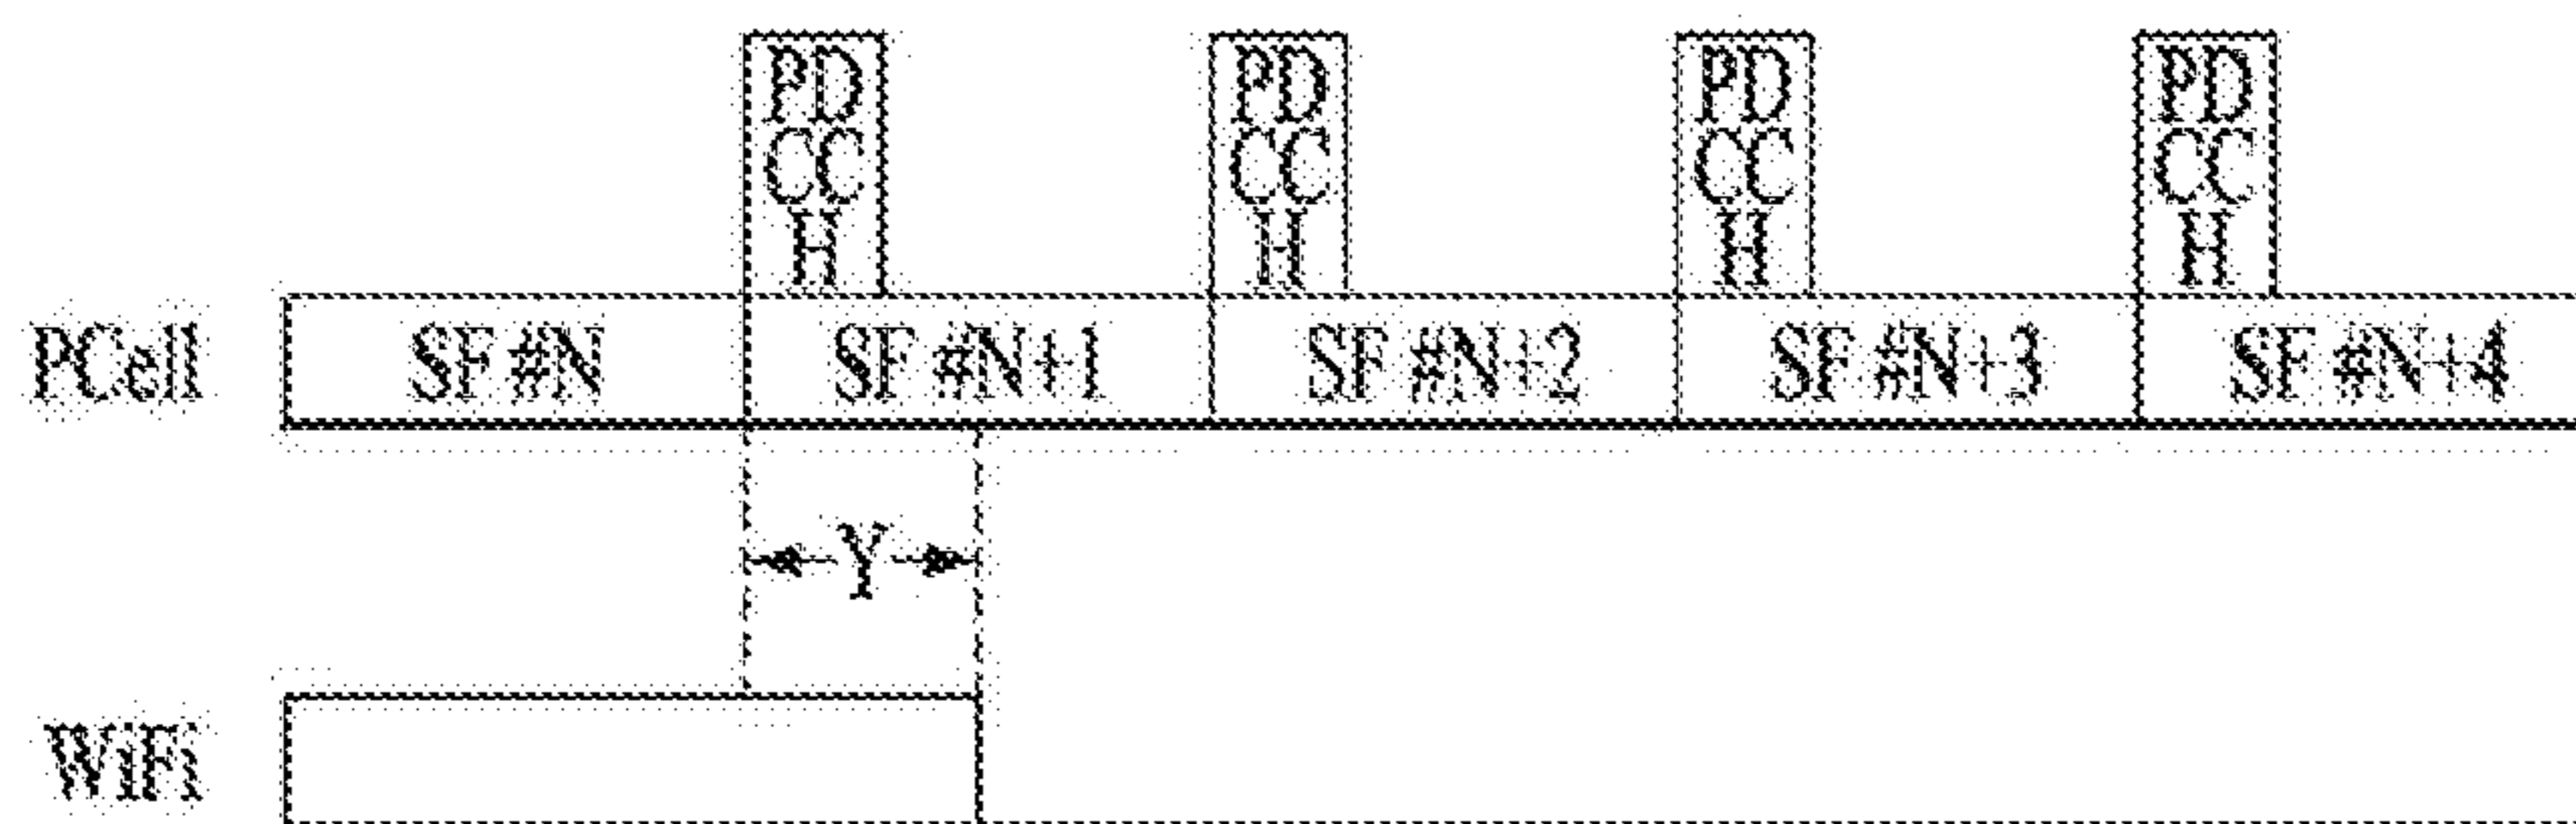 PD
CC
H
PD
CC
H
PD
CC
H
PD
CC
H
PCell
SF #N
SF #N+1
SF #N+2
SF #N+3
SF #N+4
Y
WiFi